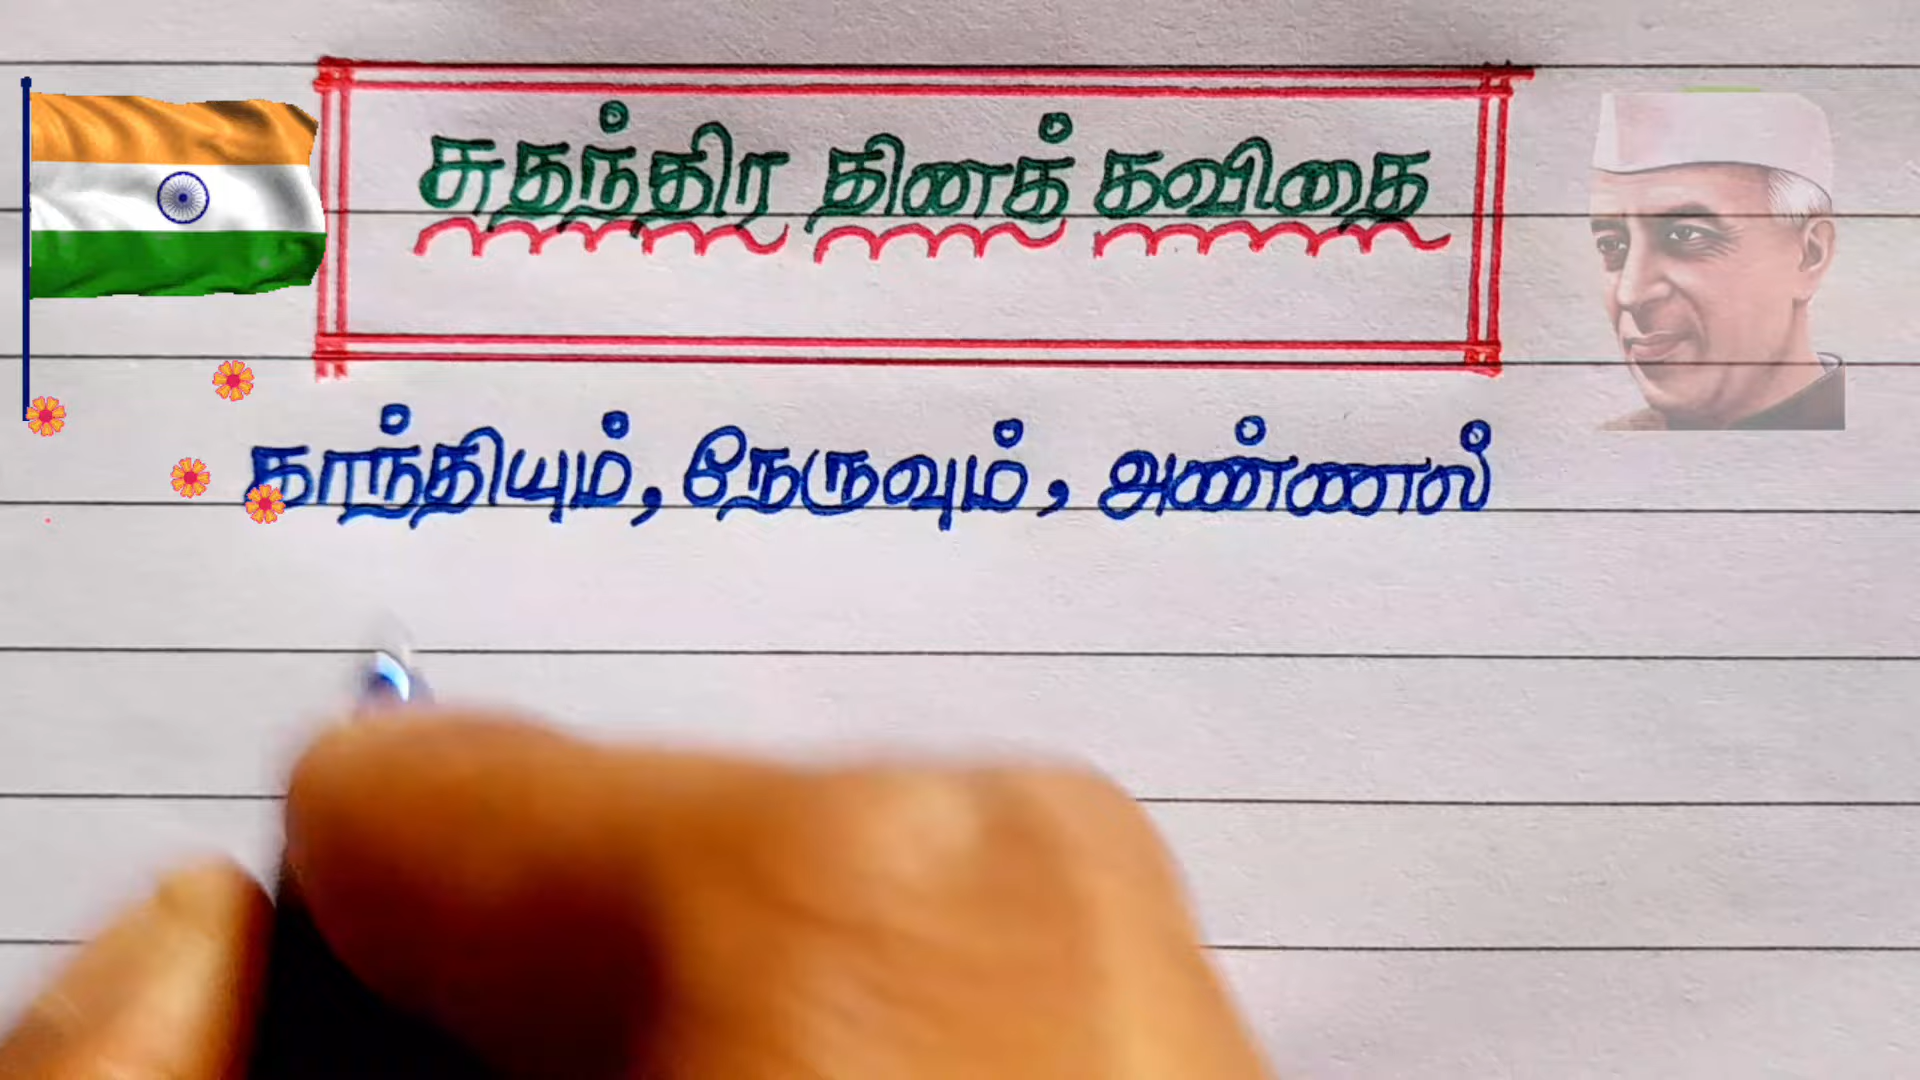 சுதந்திர தினக் கவிதை
காந்தியும், நேருவும், அண்ணல்